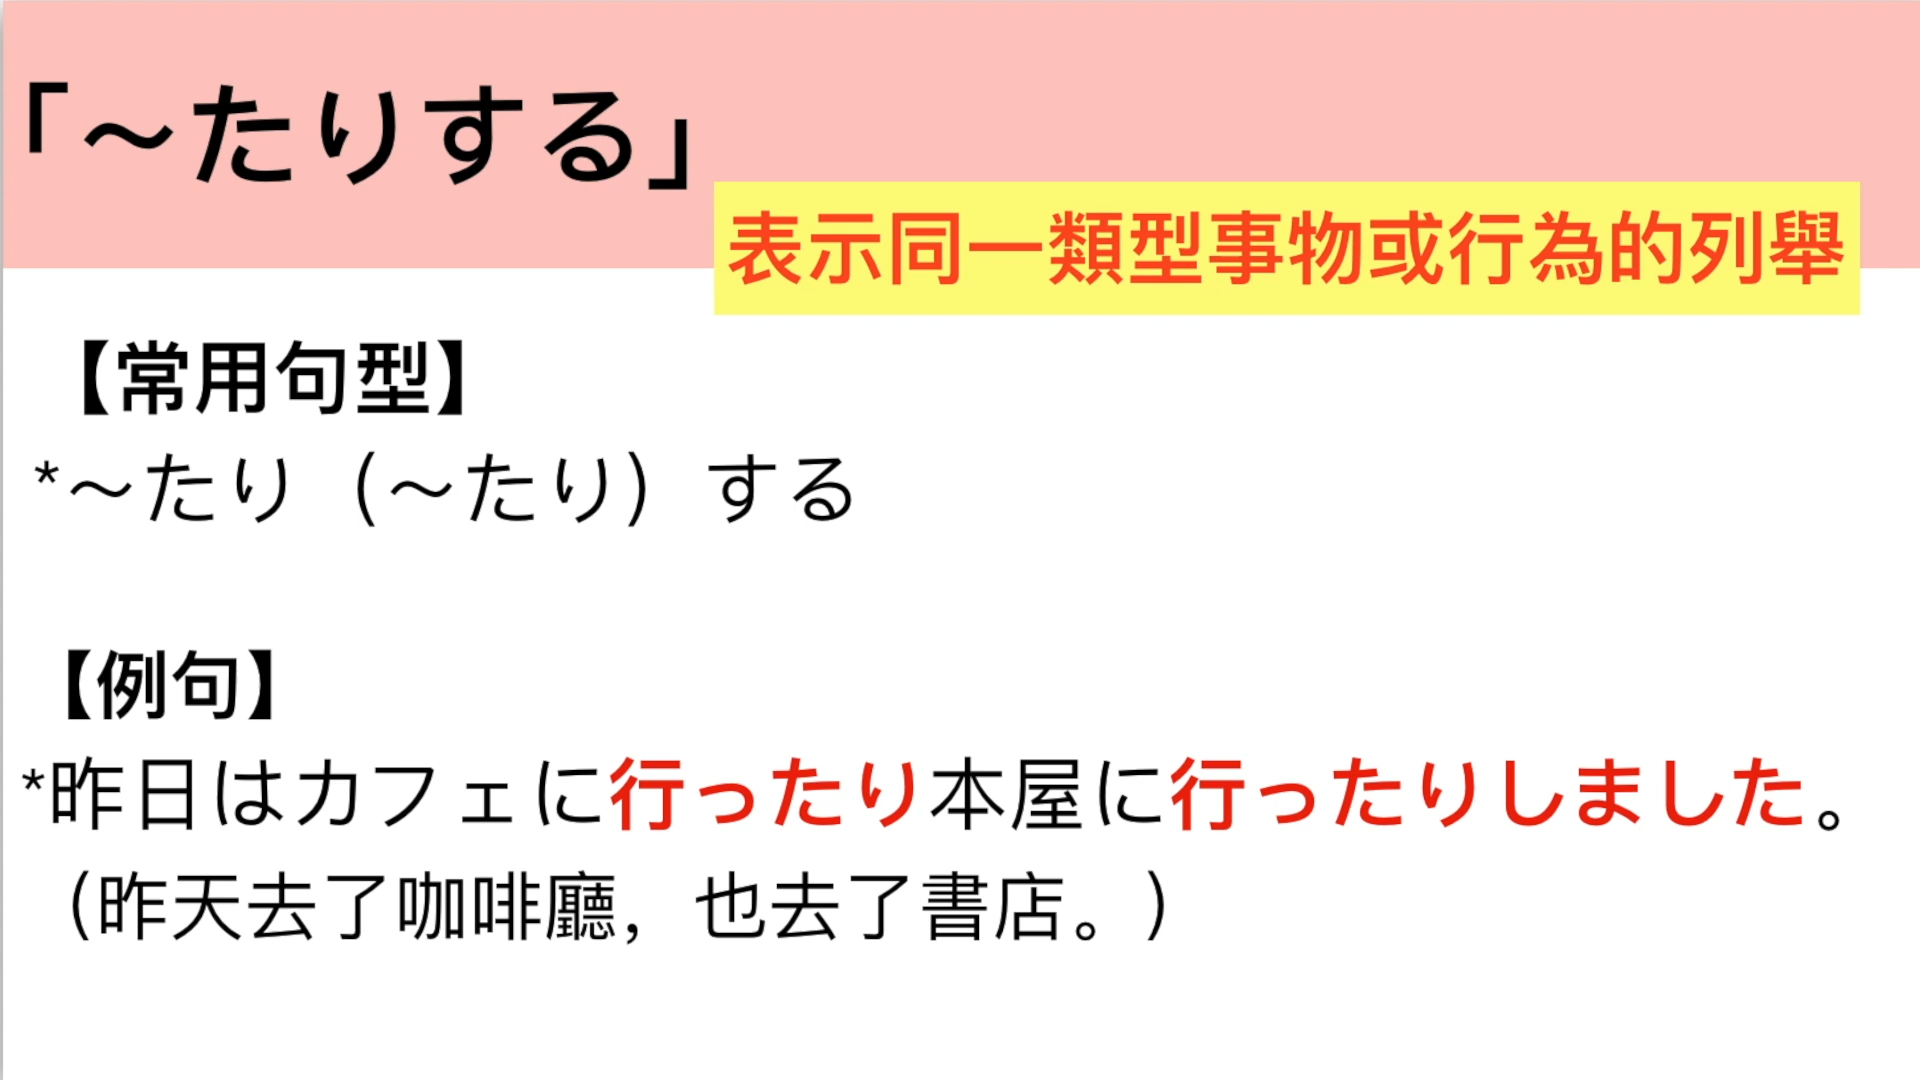 「～たりする」
表示同一類型事物或行為的列舉
【常用句型】
*～たり（～たり）する
【例句】
*昨日はカフェに行ったり本屋に行ったりしました。
（昨天去了咖啡廳，也去了書店。）